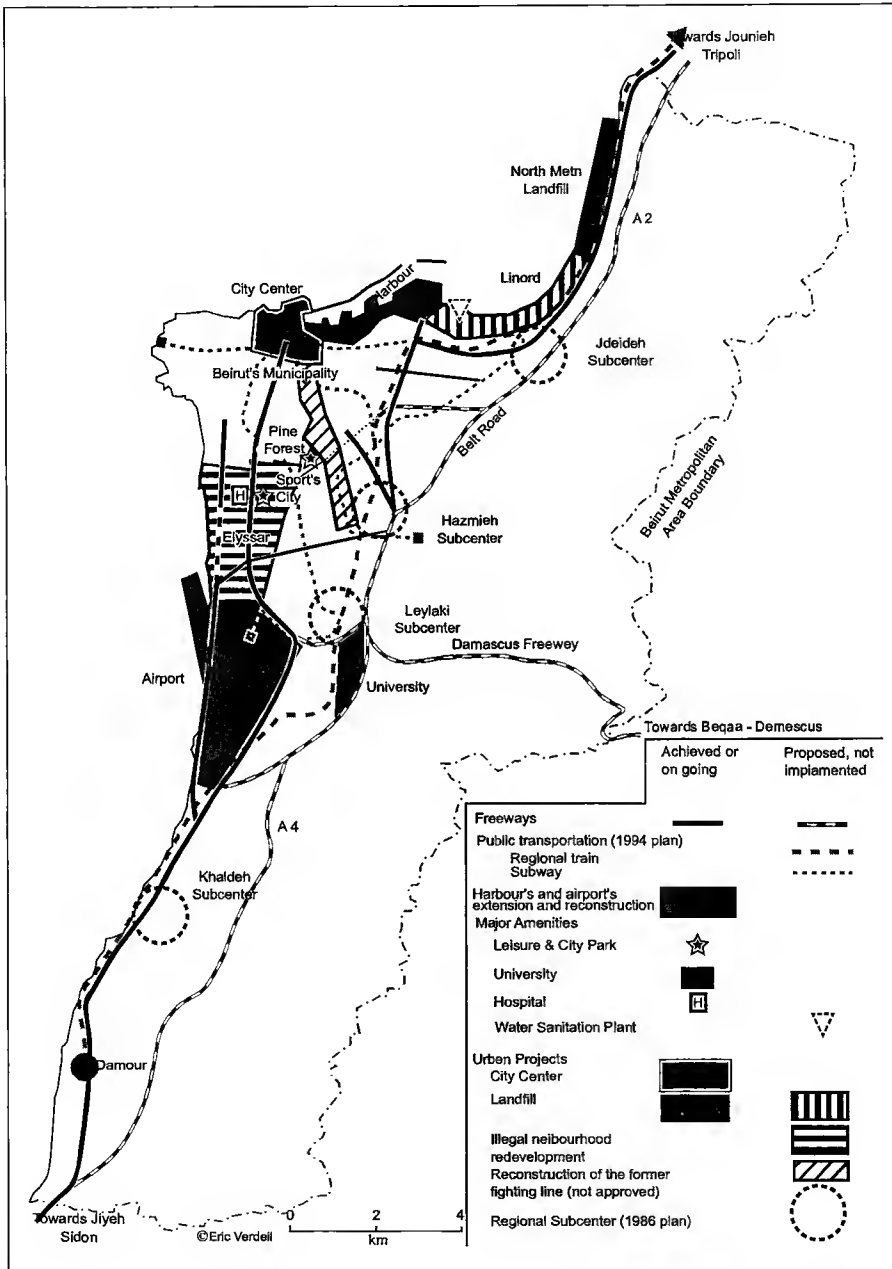 wards Jounieh
Tripoli
North Metn
Landfill
A 2
Linord
Harbour
City Center
Jdeideh
Subcenter
Beirut's Municipality
Belt Road
Pine
Forest
Sport's
City
H
Elyssar
Beirut Metropolitan
Area Boundary
Hazmieh
Subcenter
Leylaki
Subcenter
Damascus Freewey
Airport
University
Towards Beqaa - Demescus
A 4
Khaldeh
Subcenter
Damour
Towards Jiyeh
Sidon
©Eric Verdeil
0 2 4
km
Achieved or
on going
Proposed, not
impiamented
Freeways
Public transportation (1994 plan)
Regional train
Subway
Harbour's and airport's
extension and reconstruction
Major Amenities
Leisure & City Park
University
Hospital
H
Water Sanitation Plant
Urban Projects
City Center
Landfill
Illegal neibourhood
redevelopment
Reconstruction of the former
fighting line (not approved)
Regional Subcenter (1986 plan)